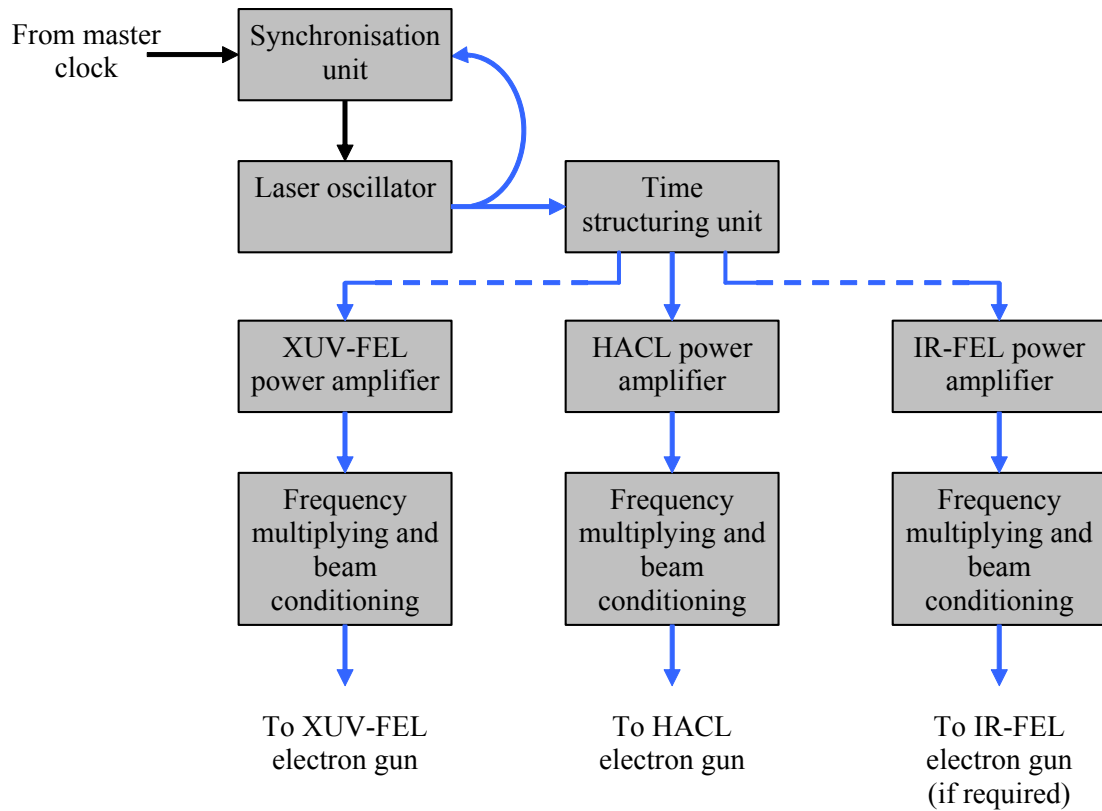 From master
clock
Synchronisation
unit
Laser oscillator
Time
structuring unit
XUV-FEL
power amplifier
HACL power
amplifier
IR-FEL power
amplifier
Frequency
multiplying and
beam
conditioning
Frequency
multiplying and
beam
conditioning
Frequency
multiplying and
beam
conditioning
To XUV-FEL
electron gun
To HACL
electron gun
To IR-FEL
electron gun
(if required)